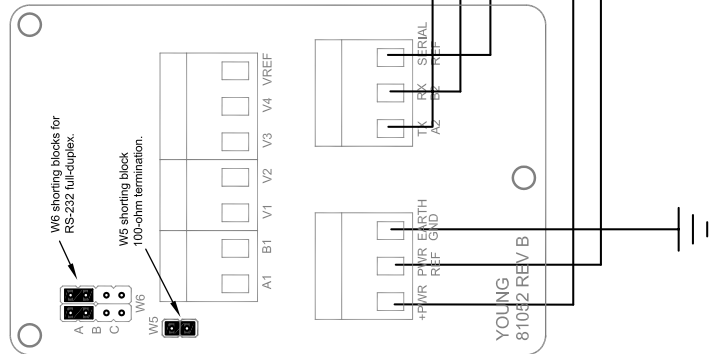 W6 shorting blocks for
RS-232 full-duplex.
W5 shorting block
100-ohm termination.
VREF
V4
V3
V2
V1
B1
A1
SERIAL
REF
RX
B2
TX
A2
EARTH
GND
PWR
REF
+PWR
A
B
C
W6
W5
YOUNG
81052 REV B